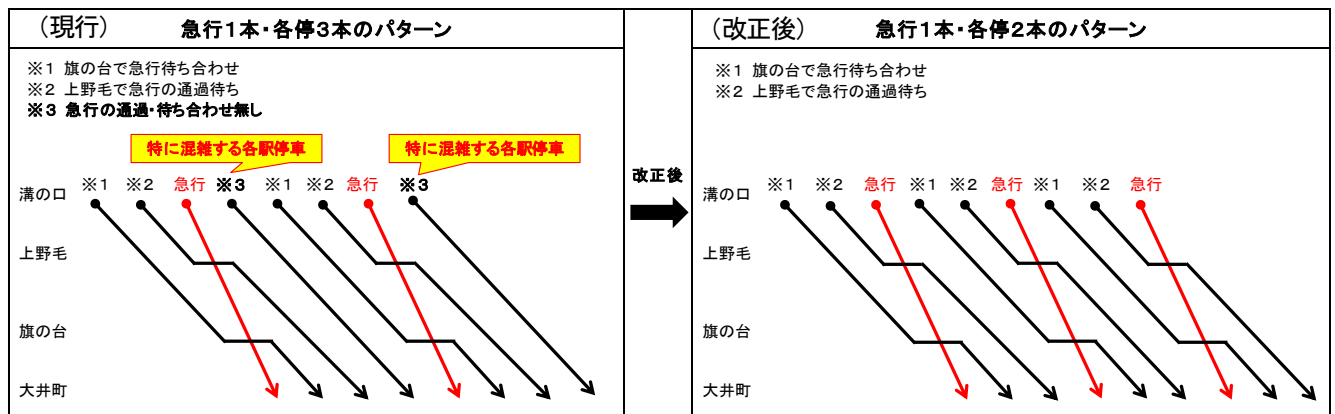 (現行) 急行1本・各停3本のパターン
※1 旗の台で急行待ち合わせ
※2 上野毛で急行の通過待ち
※3 急行の通過・待ち合わせ無し
特に混雑する各駅停車 特に混雑する各駅停車
※1 ※2 急行 ※3 ※1 ※2 急行 ※3
溝の口
上野毛
旗の台
大井町
改正後
(改正後) 急行1本・各停2本のパターン
※1 旗の台で急行待ち合わせ
※2 上野毛で急行の通過待ち
※1 ※2 急行 ※1 ※2 急行 ※1 ※2 急行
溝の口
上野毛
旗の台
大井町